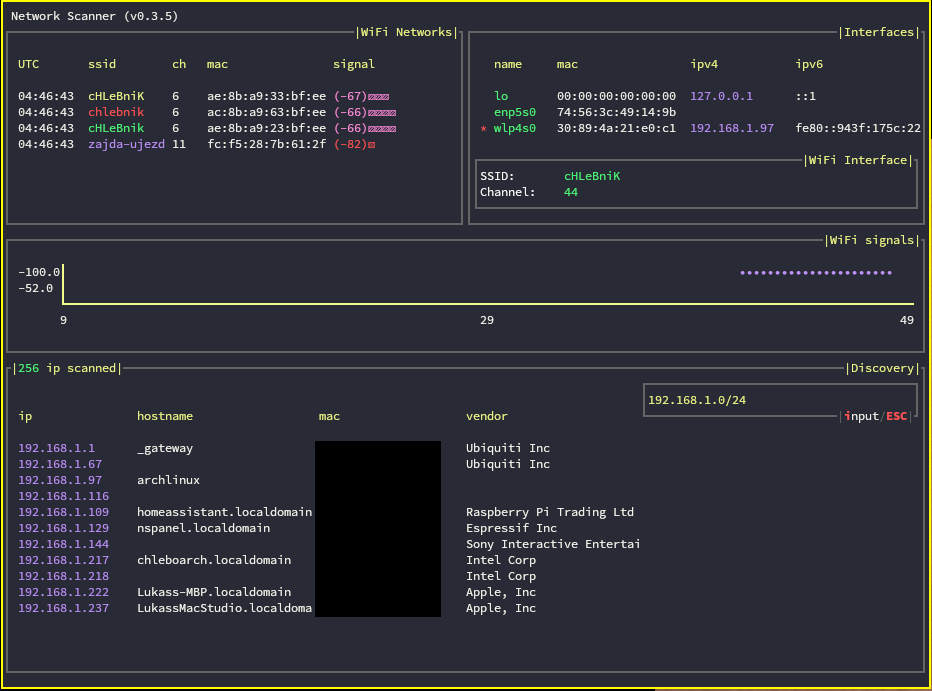 Network Scanner (v0.3.5)
|WiFi Networks|
UTC ssid ch mac signal
04:46:43 cHLeBniK 6 ae:8b:a9:33:bf:ee (-67)
04:46:43 chlebnik 6 ac:8b:a9:63:bf:ee (-66)
04:46:43 cHLeBnik 6 ae:8b:a9:23:bf:ee (-66)
04:46:43 zajda-ujezd 11 fc:f5:28:7b:61:2f (-82)
|Interfaces|
name mac ipv4 ipv6
lo 00:00:00:00:00:00 127.0.0.1 ::1
enp5s0 74:56:3c:49:14:9b
* wlp4s0 30:89:4a:21:e0:c1 192.168.1.97 fe80::943f:175c:22
|WiFi Interface|
SSID: cHLeBniK
Channel: 44
|WiFi signals|
-100.0
-52.0
9 29 49
|256 ip scanned|
|Discovery|
192.168.1.0/24
|input/ESC|
ip hostname mac vendor
192.168.1.1 _gateway Ubiquiti Inc
192.168.1.67 Ubiquiti Inc
192.168.1.97 archlinux
192.168.1.116
192.168.1.109 homeassistant.localdomain Raspberry Pi Trading Ltd
192.168.1.129 nspanel.localdomain Espressif Inc
192.168.1.144 Sony Interactive Entertai
192.168.1.217 chleboarch.localdomain Intel Corp
192.168.1.218 Intel Corp
192.168.1.222 Lukass-MBP.localdomain Apple, Inc
192.168.1.237 LukassMacStudio.localdoma Apple, Inc